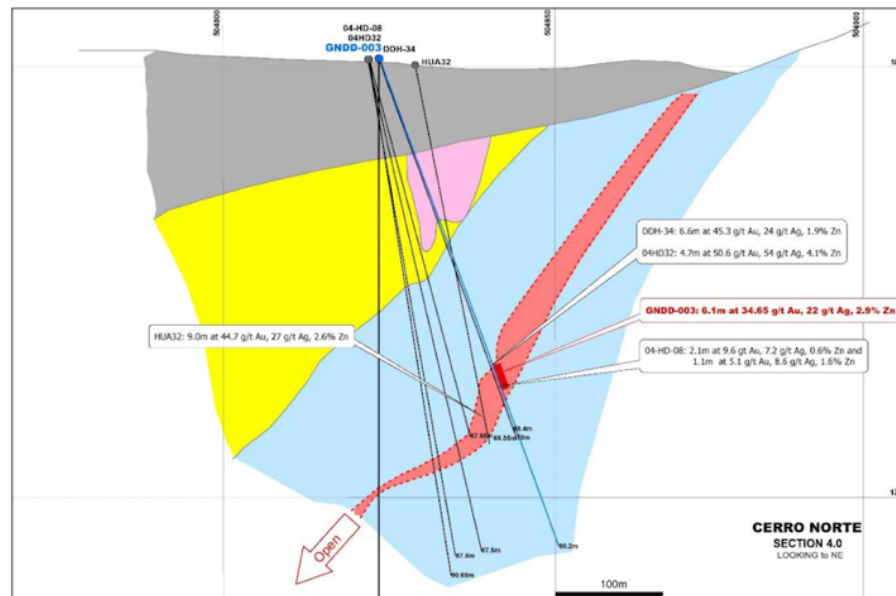 504800
504850
504900
04-HD-08
04HD32
GNDD-003
DDH-34
HUA32
DDH-34: 6.6m at 45.3 g/t Au, 24 g/t Ag, 1.9% Zn
04HD32: 4.7m at 50.6 g/t Au, 54 g/t Ag, 4.1% Zn
GNDD-003: 6.1m at 34.65 g/t Au, 22 g/t Ag, 2.9% Zn
HUA32: 9.0m at 44.7 g/t Au, 27 g/t Ag, 2.6% Zn
04-HD-08: 2.1m at 9.6 gt Au, 7.2 g/t Ag, 0.6% Zn and
1.1m at 5.1 g/t Au, 8.6 g/t Ag, 1.6% Zn
69.35m
Open
67.5m
90.65m
CERRO NORTE
SECTION 4.0
LOOKING to NE
100m